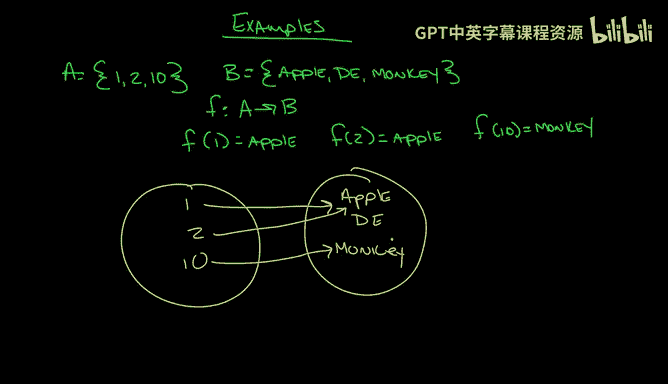 EXAMPLES
GPT中英字幕课程资源 bilibili
A={1,2,10} B={APPLE, DE, MONKEY}
f: A→B
f(1)=APPLE f(2)=APPLE f(10)=MONKEY
1 APPLE
2 DE
10 MONKEY